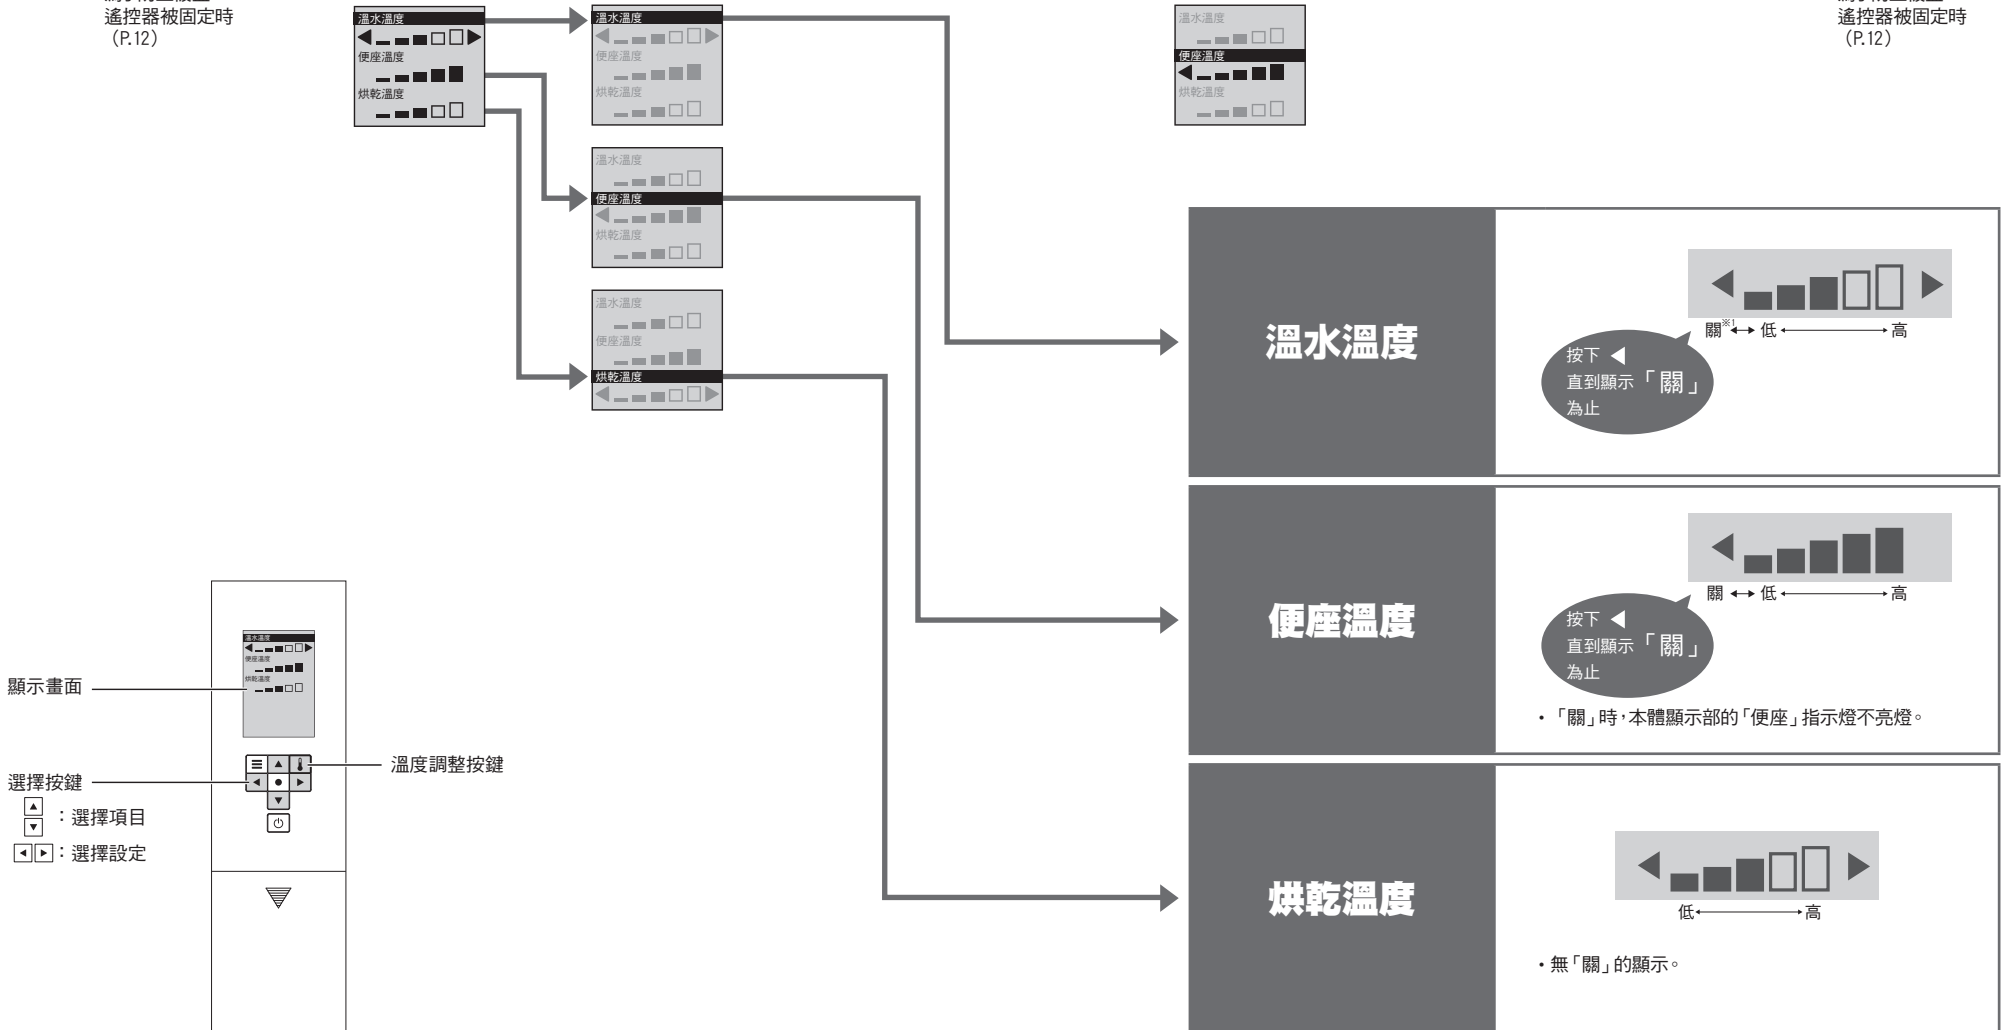 遙控器被固定時
（P.12）
溫水溫度
便座溫度
烘乾溫度
溫水溫度
便座溫度
烘乾溫度
溫水溫度
便座溫度
烘乾溫度
遙控器被固定時
（P.12）
溫水溫度
便座溫度
烘乾溫度
溫水溫度
便座溫度
烘乾溫度
溫水溫度
關※1 低 高
按下
直到顯示「關」
為止
便座溫度
關 低 高
按下
直到顯示「關」
為止
・「關」時，本體顯示部的「便座」指示燈不亮燈。
烘乾溫度
低 高
・無「關」的顯示。
溫水溫度
便座溫度
烘乾溫度
顯示畫面
溫度調整按鍵
選擇按鍵
：選擇項目
：選擇設定